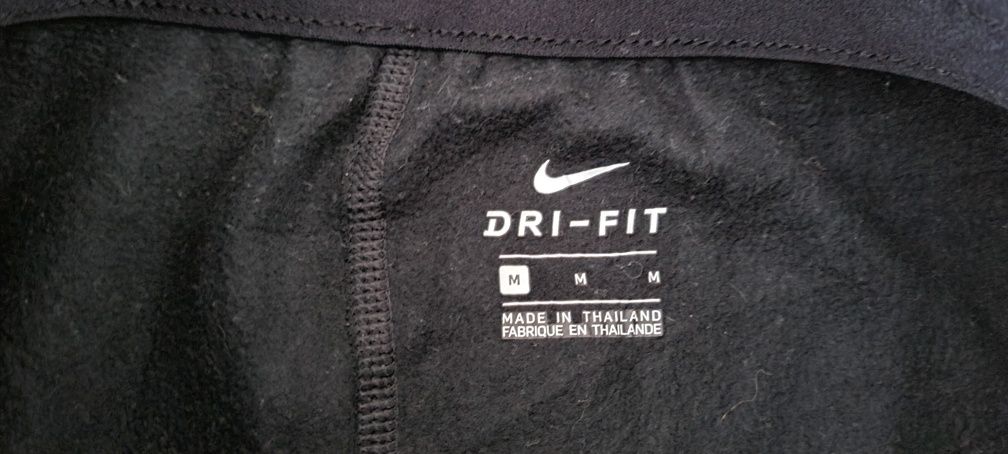 DRI-FIT
M M M
MADE IN THAILAND
FABRIQUE EN THAILANDE